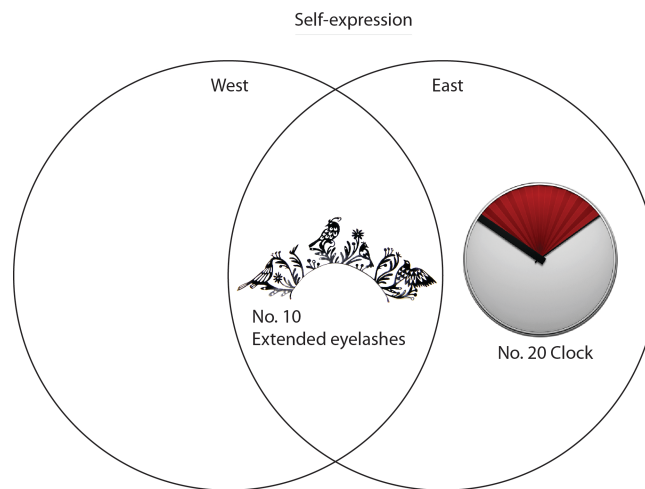 Self-expression
West
East
No. 10
Extended eyelashes
No. 20 Clock